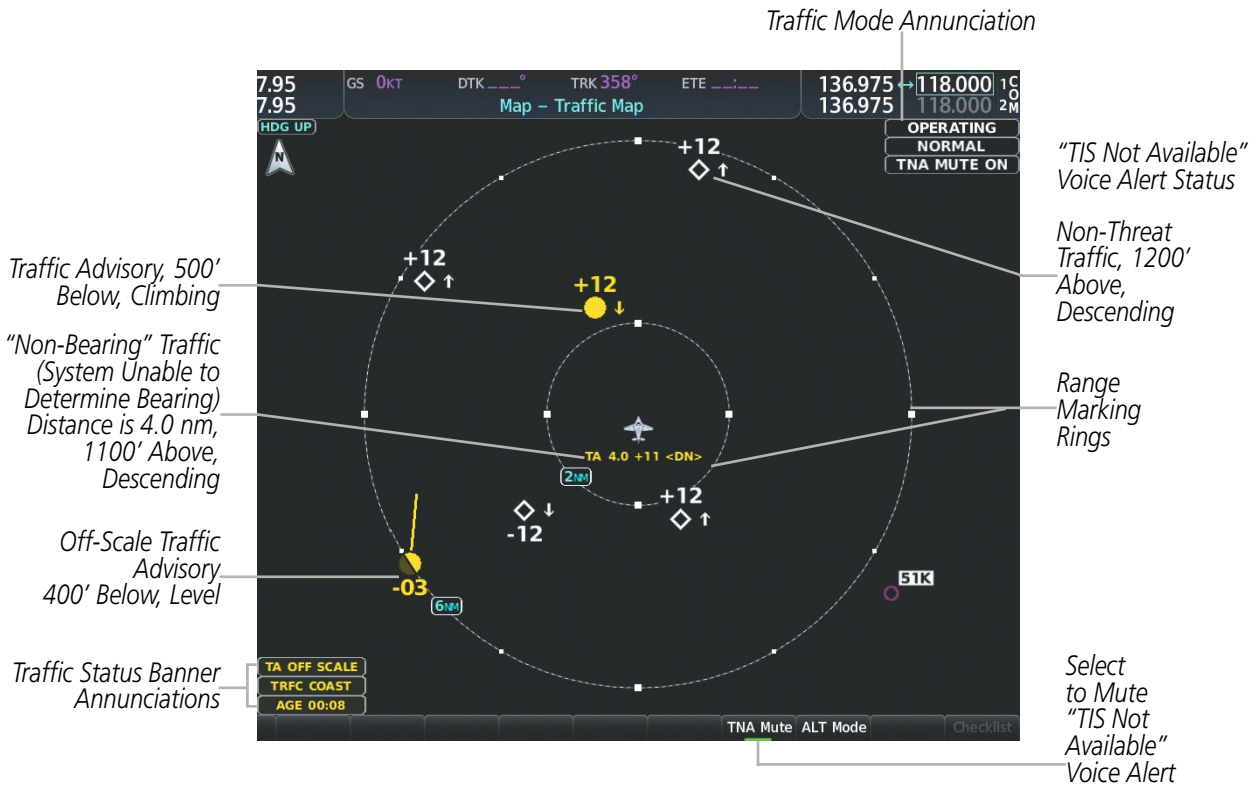 Traffic Mode Annunciation
7.95 GS 0KT DTK ___° TRK 358° ETE __:__ 136.975 ↔ 118.000 1 C
7.95 Map – Traffic Map 136.975 118.000 2 O M
HDG UP
N
OPERATING
NORMAL
TNA MUTE ON
"TIS Not Available"
Voice Alert Status
+12 ↑
Non-Threat
Traffic, 1200'
Above,
Descending
+12 ↑
Traffic Advisory, 500'
Below, Climbing
+12 ↓
"Non-Bearing" Traffic
(System Unable to
Determine Bearing)
Distance is 4.0 nm,
1100' Above,
Descending
Range
Marking
Rings
TA 4.0 +11 <DN>
2NM
+12 ↑
↓
-12
Off-Scale Traffic
Advisory
400' Below, Level
-03
6NM
51K
Traffic Status Banner
Annunciations
TA OFF SCALE
TRFC COAST
AGE 00:08
TNA Mute ALT Mode Checklist
Select
to Mute
"TIS Not
Available"
Voice Alert